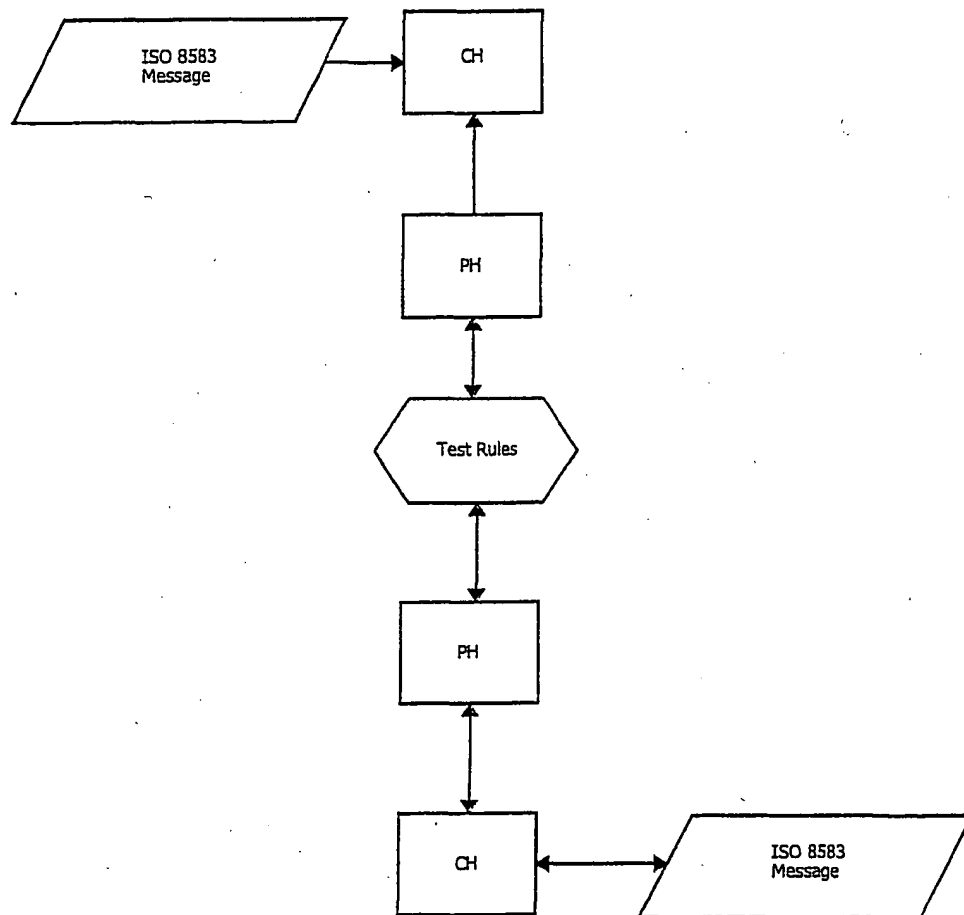 ISO 8583
Message
CH
PH
Test Rules
PH
CH
ISO 8583
Message